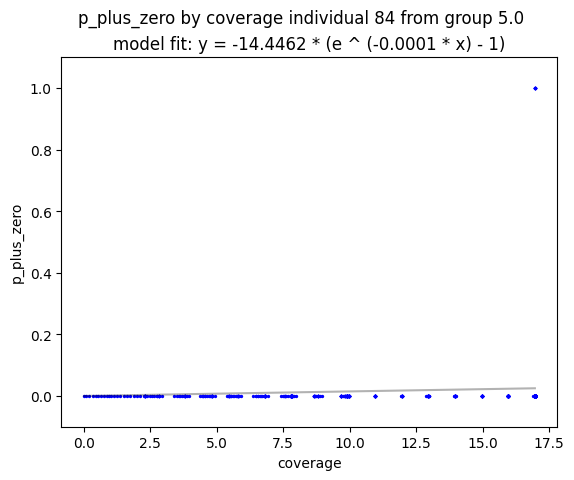 p_plus_zero by coverage individual 84 from group 5.0
model fit: y = -14.4462 * (e ^ (-0.0001 * x) - 1)
1.0
0.8
0.6
0.4
0.2
0.0
p_plus_zero
0.0 2.5 5.0 7.5 10.0 12.5 15.0 17.5
coverage